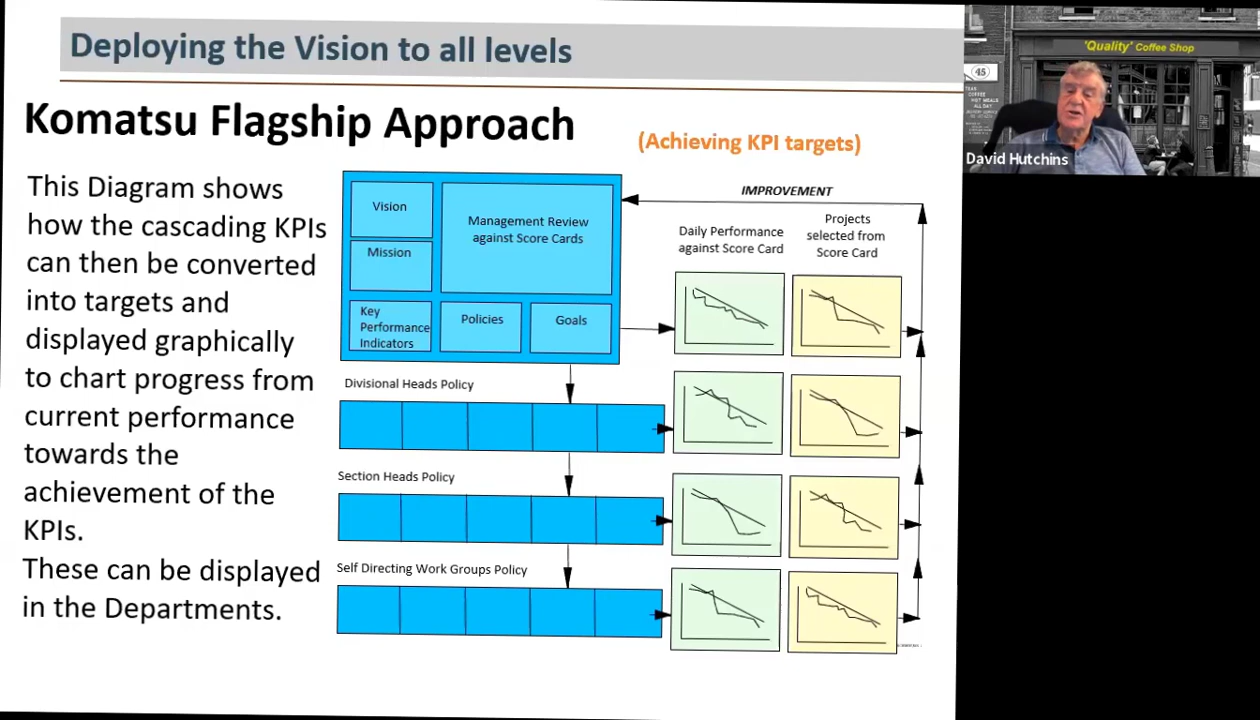 Deploying the Vision to all levels
Komatsu Flagship Approach
(Achieving KPI targets)
This Diagram shows
how the cascading KPIs
can then be converted
into targets and
displayed graphically
to chart progress from
current performance
towards the
achievement of the
KPIs.
These can be displayed
in the Departments.
Vision
Mission
Management Review
against Score Cards
Key
Performance
Indicators
Policies
Goals
IMPROVEMENT
Daily Performance
against Score Card
Projects
selected from
Score Card
Divisional Heads Policy
Section Heads Policy
Self Directing Work Groups Policy
'Quality' Coffee Shop
45
David Hutchins